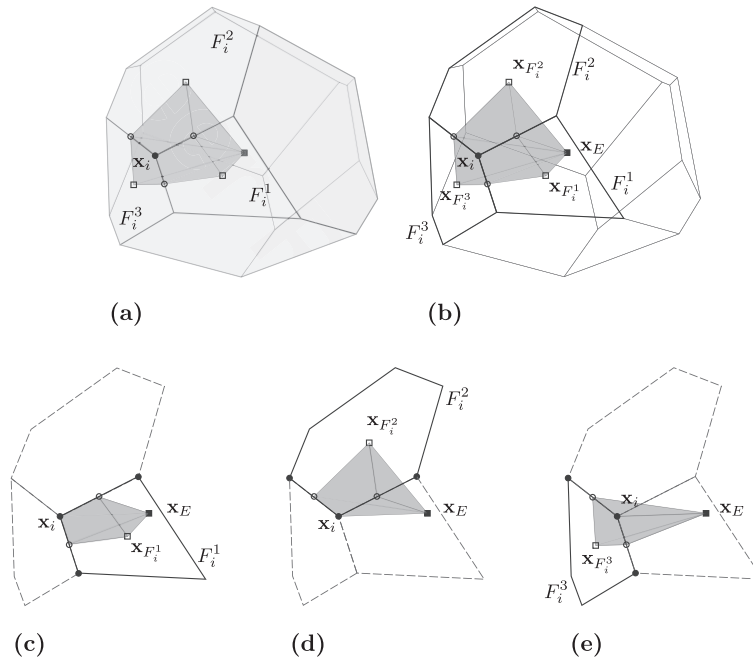 F_i^2
x_i
F_i^1
F_i^3
(a)
x_{F_i^2}
F_i^2
x_E
x_i
F_i^1
x_{F_i^1}
x_{F_i^3}
F_i^3
(b)
x_i
x_E
x_{F_i^1}
F_i^1
(c)
F_i^2
x_{F_i^2}
x_i
x_E
(d)
x_i
x_E
x_{F_i^3}
F_i^3
(e)